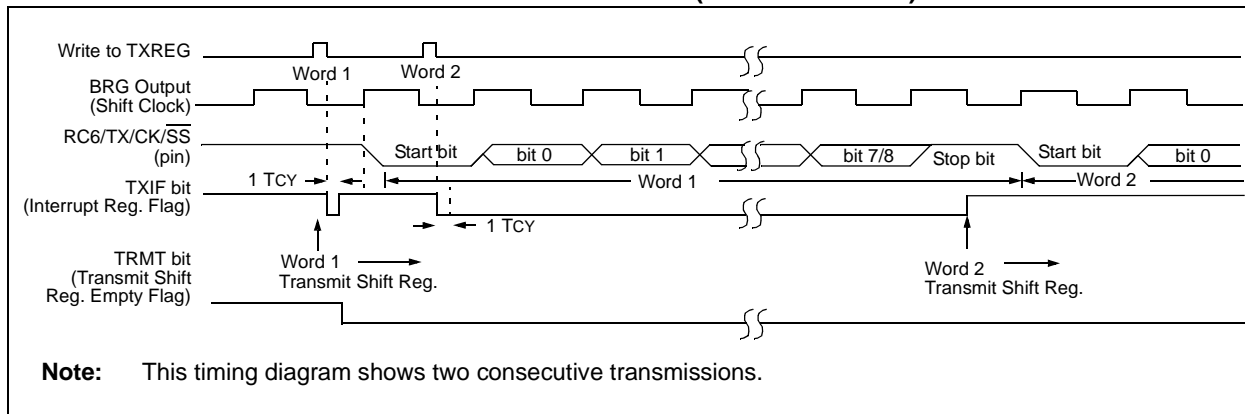 Write to TXREG
Word 1
Word 2
BRG Output
(Shift Clock)
RC6/TX/CK/SS
(pin)
Start bit
bit 0
bit 1
bit 7/8
Stop bit
Start bit
bit 0
1 TCY
Word 1
Word 2
TXIF bit
(Interrupt Reg. Flag)
1 TCY
TRMT bit
(Transmit Shift
Reg. Empty Flag)
Word 1
Transmit Shift Reg.
Word 2
Transmit Shift Reg.
Note: This timing diagram shows two consecutive transmissions.